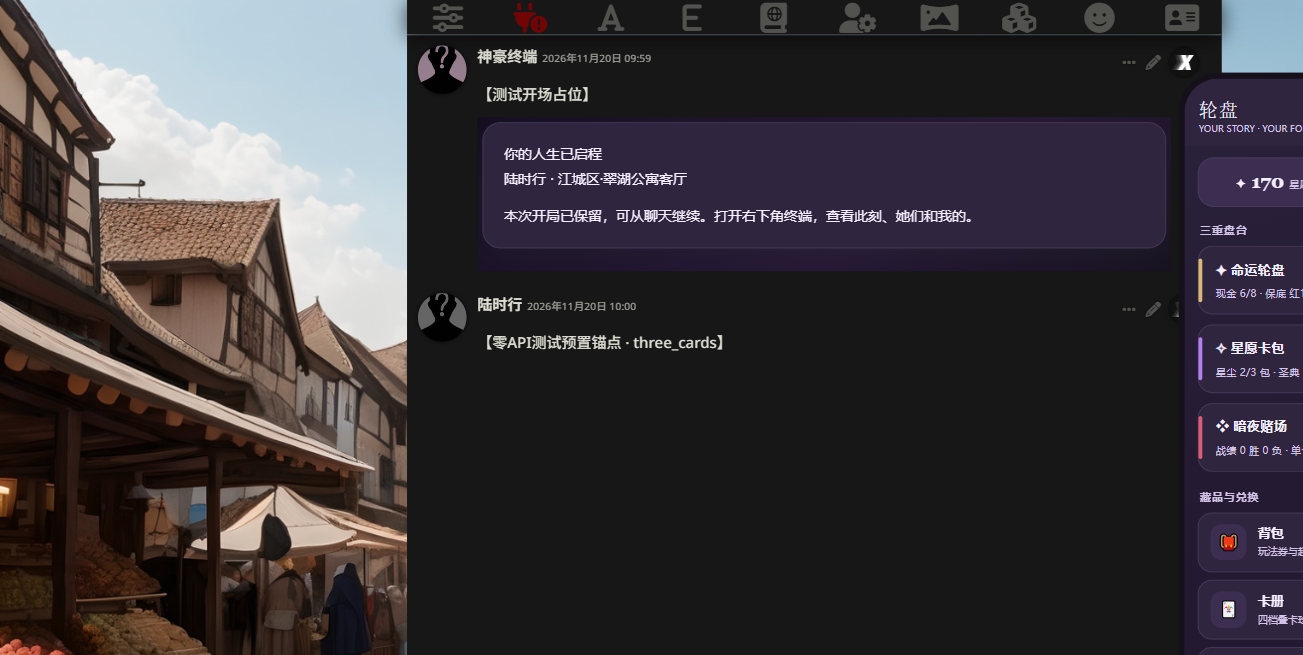 神豪终端 2026年11月20日 09:59
【测试开场占位】
你的人生已启程
陆时行 · 江城区·翠湖公寓客厅
本次开局已保留，可从聊天继续。打开右下角终端，查看此刻、她们和我的。
陆时行 2026年11月20日 10:00
【零API测试预置锚点 · three_cards】
轮盘
YOUR STORY · YOUR FO
✦ 170 星
三重盘台
✦ 命运轮盘
现金 6/8 · 保底 红
✧ 星愿卡包
星尘 2/3 包 · 圣典
❖ 暗夜赌场
战绩 0 胜 0 负 · 单
藏品与兑换
背包
玩法券与
卡册
四档叠卡